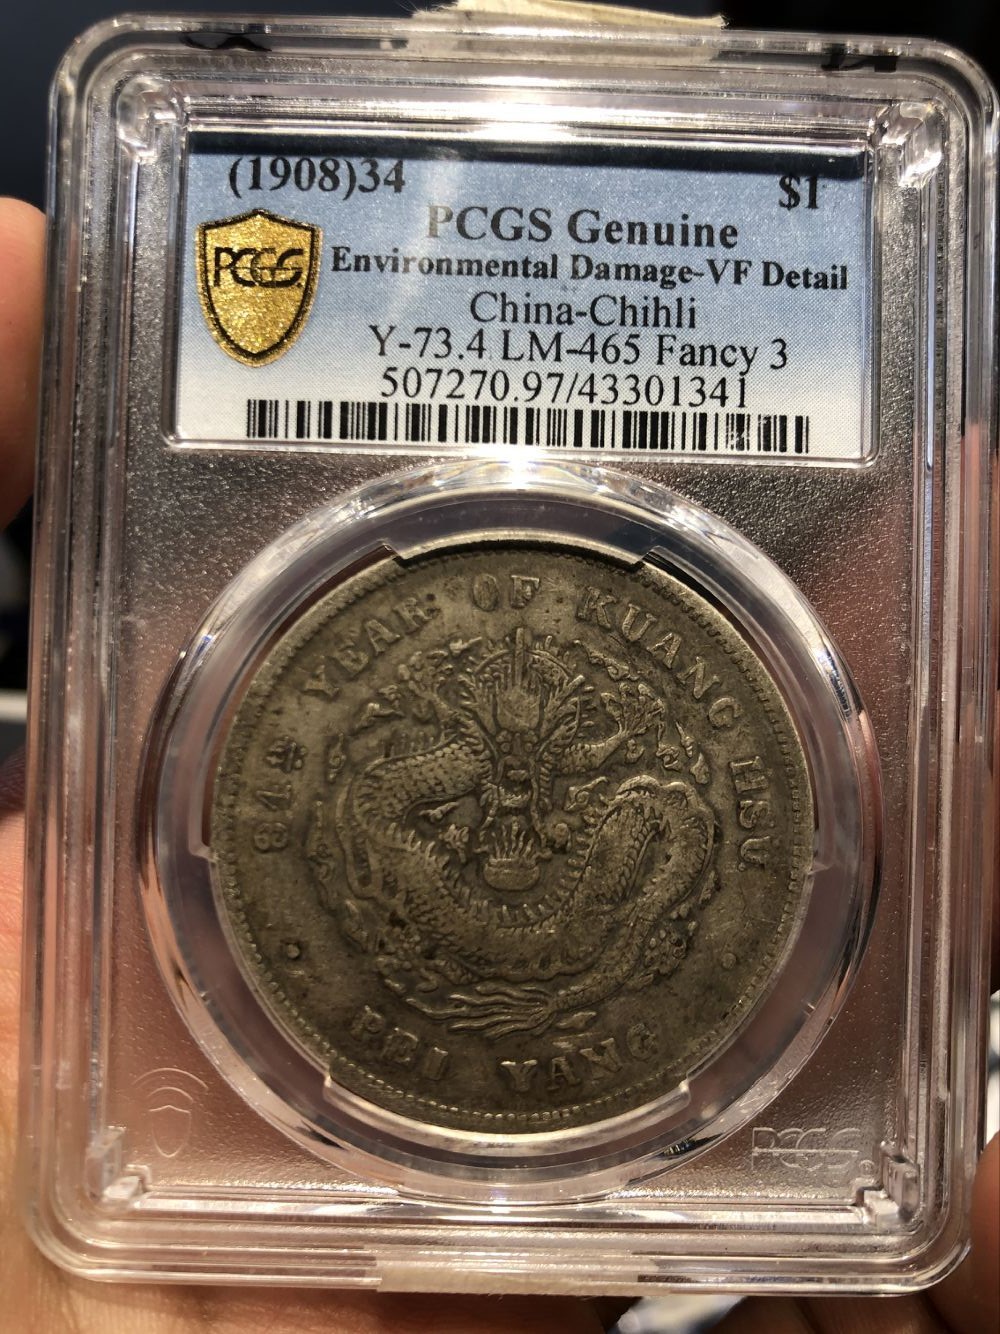 (1908)34 $1
PCGS Genuine
PCGS
Environmental Damage-VF Detail
China-Chihli
Y-73.4 LM-465 Fancy 3
507270.97/43301341
34th YEAR OF KUANG HSU
PEI YANG
PCGS